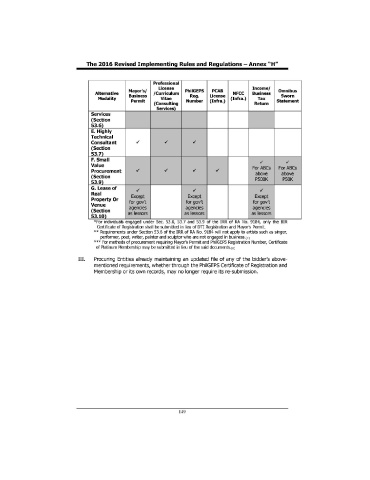 The 2016 Revised Implementing Rules and Regulations – Annex "H"
Alternative Modality | Mayor's/ Business Permit | Professional License /Curriculum Vitae (Consulting Services) | PhilGEPS Reg. Number | PCAB License (Infra.) | NFCC (Infra.) | Income/ Business Tax Return | Omnibus Sworn Statement
Services (Section 53.6)
E. Highly Technical Consultant (Section 53.7) | ✓ | ✓ | ✓
F. Small Value Procurement (Section 53.9) | ✓ | ✓ | ✓ | ✓ | | ✓ For ABCs above P500K | ✓ For ABCs above P50K
G. Lease of Real Property Or Venue (Section 53.10) | ✓ Except for gov't agencies as lessors | | ✓ Except for gov't agencies as lessors | | | ✓ Except for gov't agencies as lessors
*For individuals engaged under Sec. 53.6, 53.7 and 53.9 of the IRR of RA No. 9184, only the BIR
Certificate of Registration shall be submitted in lieu of DTI Registration and Mayor's Permit.
** Requirements under Section 53.6 of the IRR of RA No. 9184 will not apply to artists such as singer,
performer, poet, writer, painter and sculptor who are not engaged in business.
*** For methods of procurement requiring Mayor's Permit and PhilGEPS Registration Number, Certificate
of Platinum Membership may be submitted in lieu of the said documents.
III. Procuring Entities already maintaining an updated file of any of the bidder's above-
mentioned requirements, whether through the PhilGEPS Certificate of Registration and
Membership or its own records, may no longer require its re-submission.